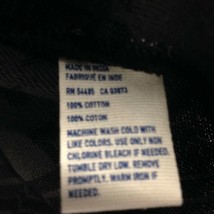 MADE IN INDIA
FABRIQUÉ EN INDE
RN 54485 CA 03073
100% COTTON
100% COTON
MACHINE WASH COLD WITH
LIKE COLORS. USE ONLY NON
CHLORINE BLEACH IF NEEDED.
TUMBLE DRY LOW. REMOVE
PROMPTLY. WARM IRON IF
NEEDED.